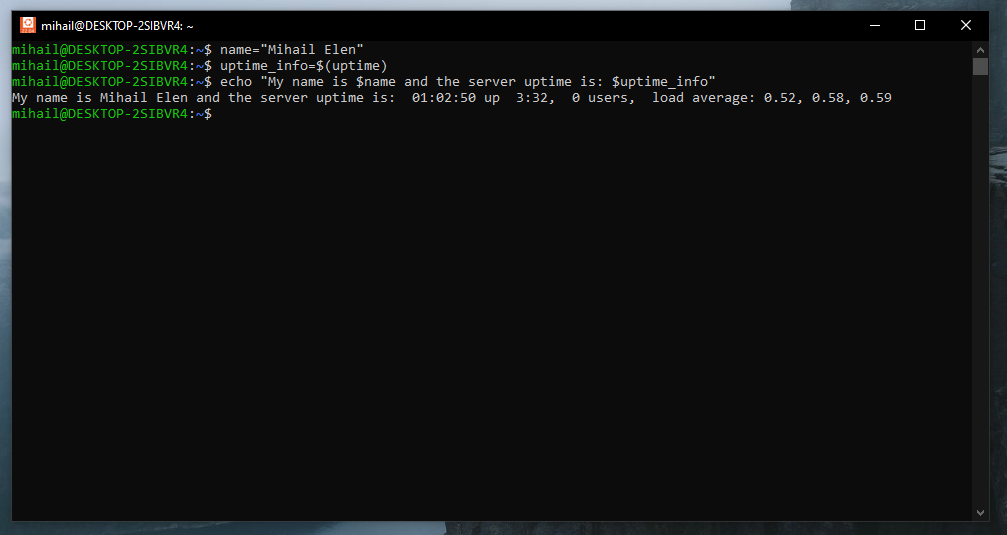 mihail@DESKTOP-2SIBVR4: ~
mihail@DESKTOP-2SIBVR4:~$ name="Mihail Elen"
mihail@DESKTOP-2SIBVR4:~$ uptime_info=$(uptime)
mihail@DESKTOP-2SIBVR4:~$ echo "My name is $name and the server uptime is: $uptime_info"
My name is Mihail Elen and the server uptime is:  01:02:50 up  3:32,  0 users,  load average: 0.52, 0.58, 0.59
mihail@DESKTOP-2SIBVR4:~$